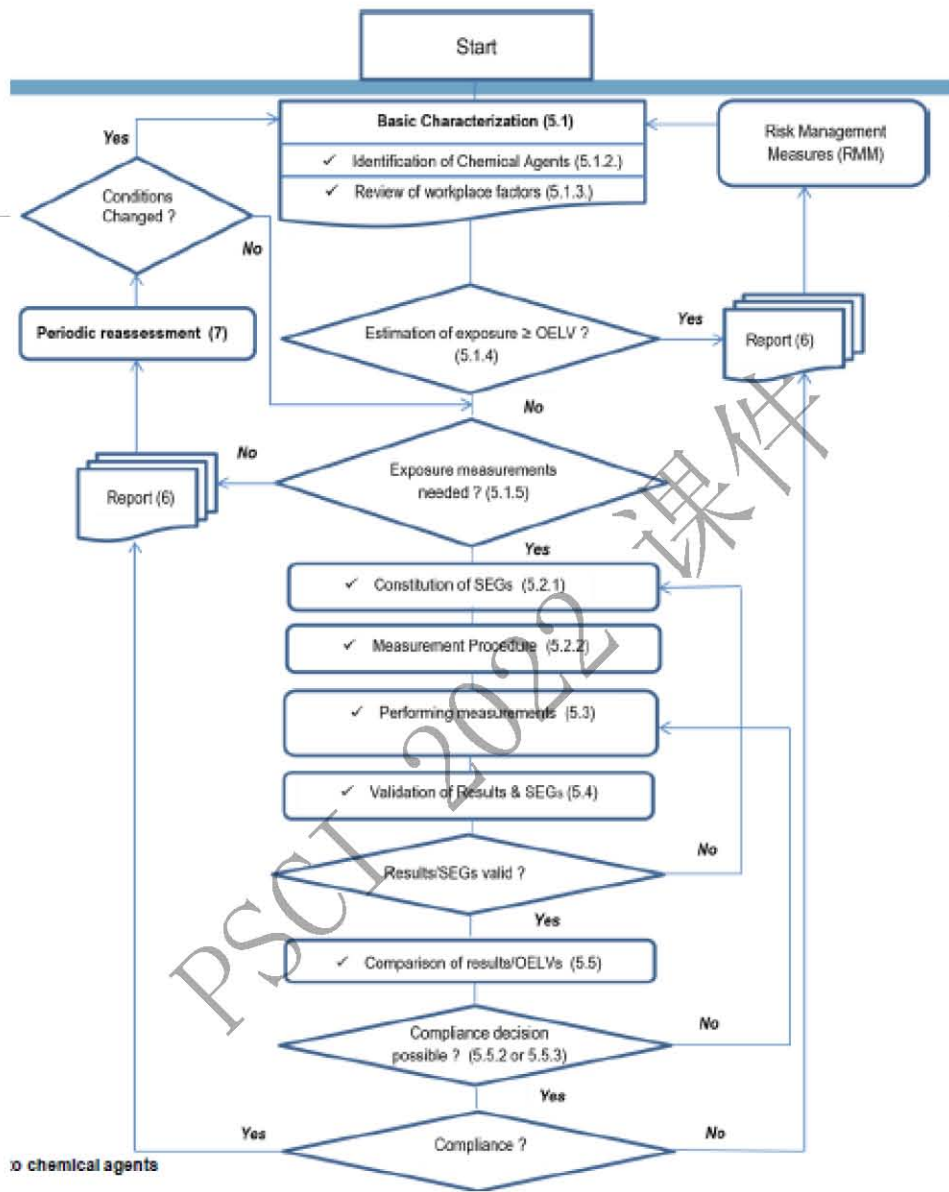 Start
Basic Characterization (5.1)
✓ Identification of Chemical Agents (5.1.2.)
✓ Review of workplace factors (5.1.3.)
Risk Management
Measures (RMM)
Yes
Conditions
Changed ?
No
Periodic reassessment (7)
Estimation of exposure ≥ OELV ?
(5.1.4)
Yes
Report (6)
No
Exposure measurements
needed ? (5.1.5)
No
Report (6)
Yes
✓ Constitution of SEGs (5.2.1)
✓ Measurement Procedure (5.2.2)
✓ Performing measurements (5.3)
✓ Validation of Results & SEGs (5.4)
Results/SEGs valid ?
No
Yes
✓ Comparison of results/OELVs (5.5)
Compliance decision
possible ? (5.5.2 or 5.5.3)
No
Yes
Compliance ?
Yes
No
to chemical agents
PSCI 2022 课件